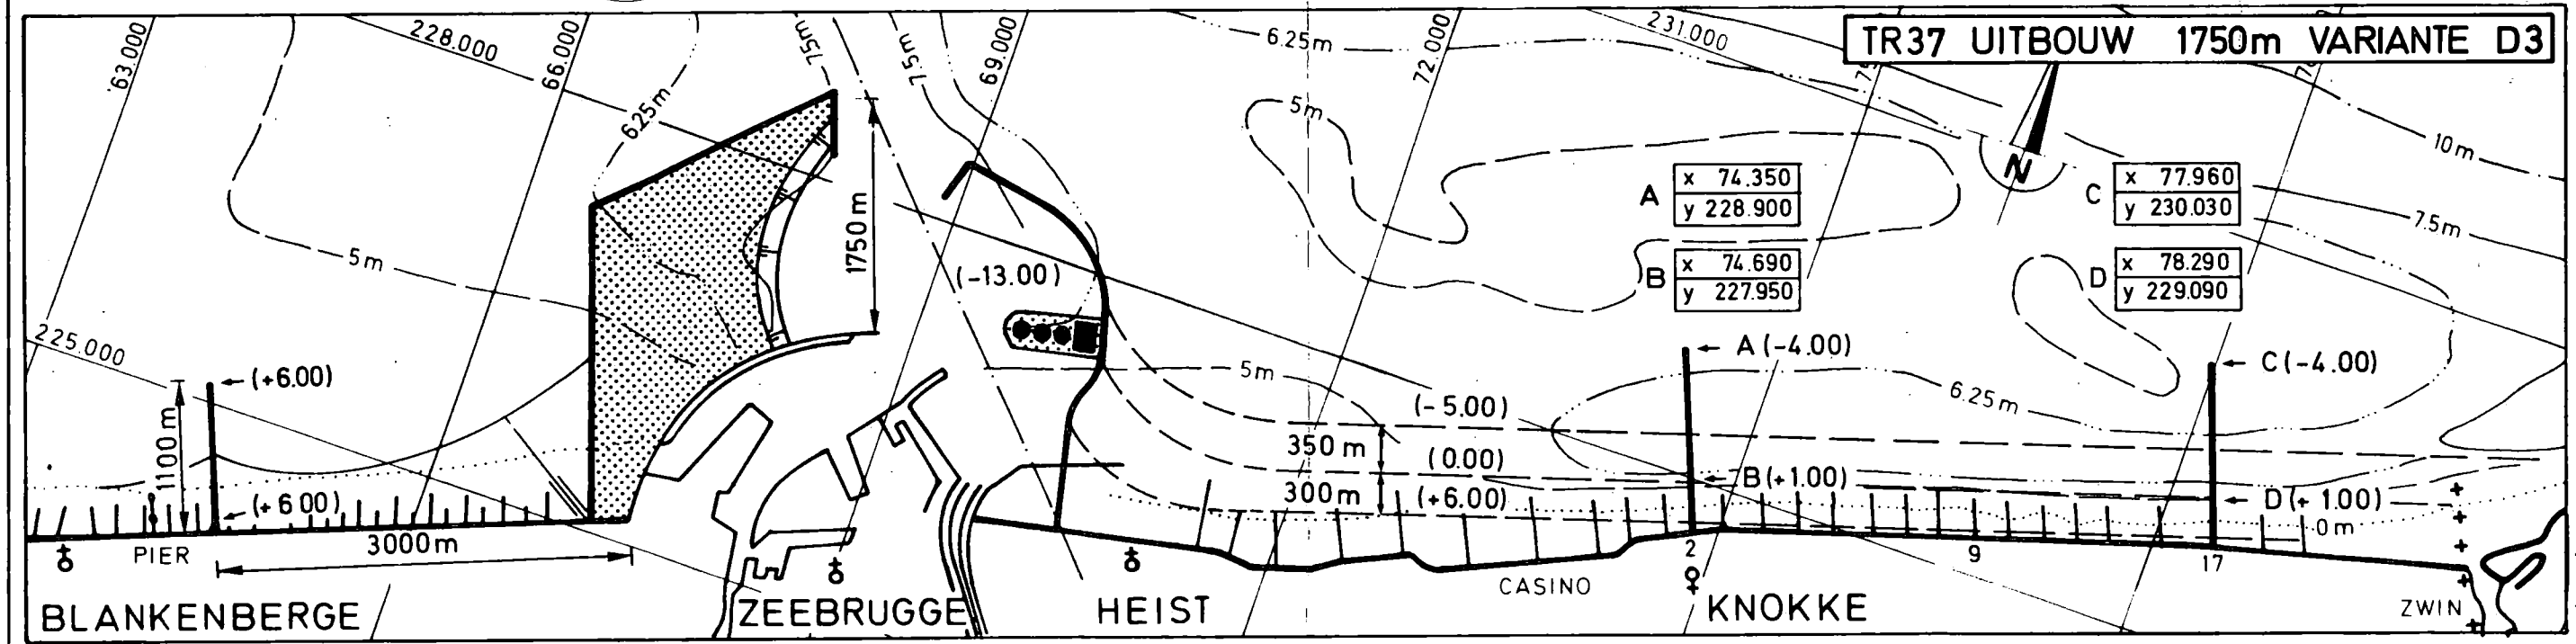 TR37 UITBOUW 1750m VARIANTE D3
63.000
228.000
66.000
7.5m
7.5m
69.000
6.25m
72.000
231.000
6.25m
5m
10m
N
A
x 74.350
y 228.900
C
x 77.960
y 230.030
7.5m
1750m
5m
(-13.00)
B
x 74.690
y 227.950
D
x 78.290
y 229.090
225.000
(+6.00)
A (-4.00)
C (-4.00)
5m
6.25m
1100m
(-5.00)
350 m
(0.00)
300m
(+6.00)
B (+1.00)
D (+1.00)
(+6 00)
0m
PIER
3000m
2
9
17
CASINO
BLANKENBERGE
ZEEBRUGGE
HEIST
KNOKKE
ZWIN